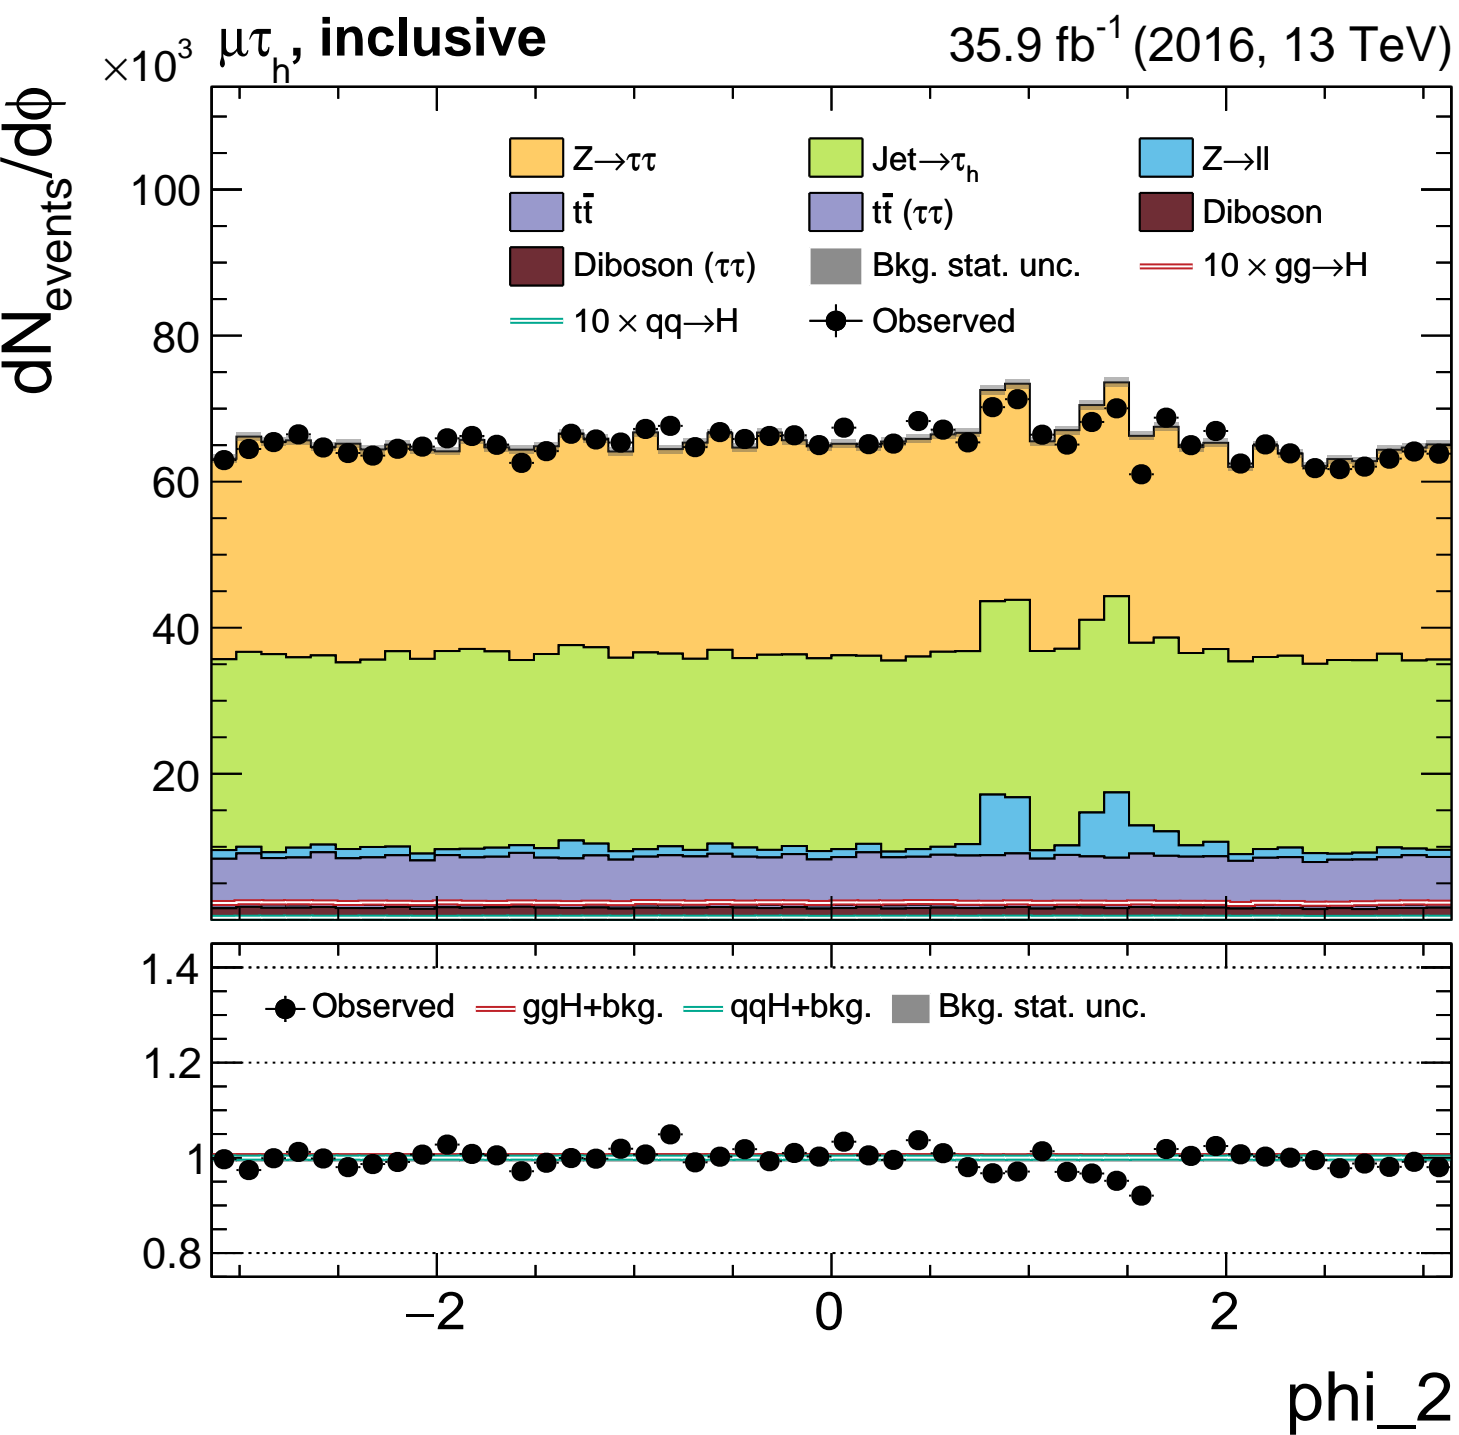 ×10³ μτₕ, inclusive 35.9 fb⁻¹ (2016, 13 TeV)
dN_events/dϕ
Z→ττ Jet→τₕ Z→ll
tt̄ tt̄ (ττ) Diboson
Diboson (ττ) Bkg. stat. unc. 10 × gg→H
10 × qq→H Observed
100
80
60
40
20
1.4
Observed ggH+bkg. qqH+bkg. Bkg. stat. unc.
1.2
1
0.8
−2 0 2
phi_2